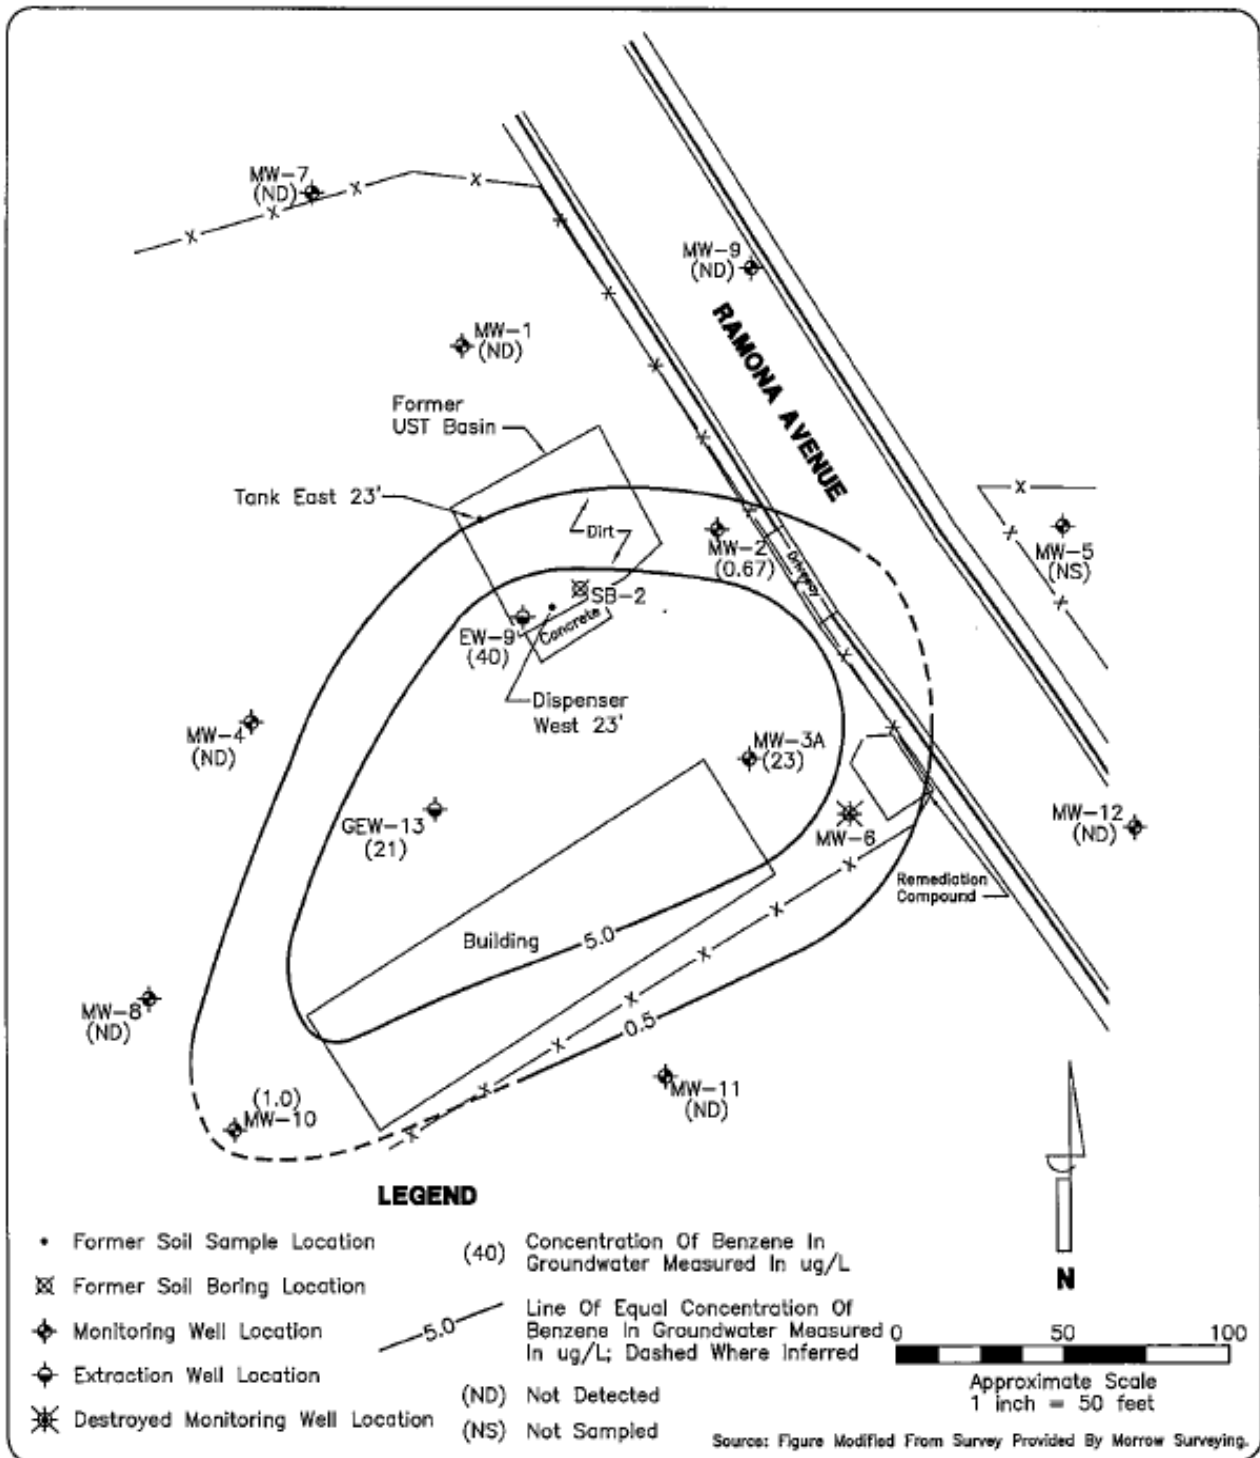 MW-7
(ND)
MW-9
(ND)
RAMONA AVENUE
MW-1
(ND)
Former
UST Basin
Tank East 23'
Dirt
MW-2
(0.67)
Driveway
MW-5
(NS)
SB-2
EW-9
(40)
Concrete
Dispenser
West 23'
MW-4
(ND)
MW-3A
(23)
GEW-13
(21)
MW-6
MW-12
(ND)
Remediation
Compound
Building
5.0
0.5
MW-8
(ND)
MW-11
(ND)
(1.0)
MW-10
LEGEND
Former Soil Sample Location
Former Soil Boring Location
Monitoring Well Location
Extraction Well Location
Destroyed Monitoring Well Location
(40) Concentration Of Benzene In
Groundwater Measured In ug/L
5.0 Line Of Equal Concentration Of
Benzene In Groundwater Measured
In ug/L; Dashed Where Inferred
(ND) Not Detected
(NS) Not Sampled
N
0 50 100
Approximate Scale
1 inch = 50 feet
Source: Figure Modified From Survey Provided By Morrow Surveying.